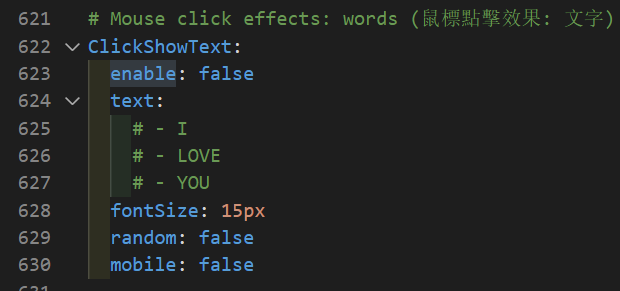 621 # Mouse click effects: words (鼠標點擊效果: 文字)
622 ClickShowText:
623 enable: false
624 text:
625 # - I
626 # - LOVE
627 # - YOU
628 fontSize: 15px
629 random: false
630 mobile: false